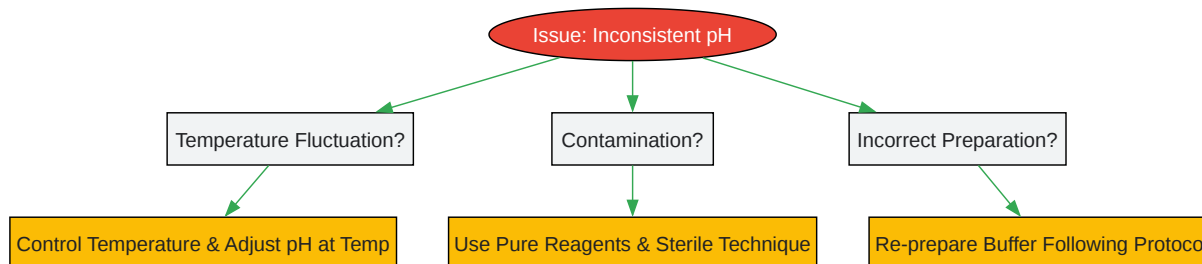 Issue: Inconsistent pH
Temperature Fluctuation?
Contamination?
Incorrect Preparation?
Control Temperature & Adjust pH at Temp
Use Pure Reagents & Sterile Technique
Re-prepare Buffer Following Protoco